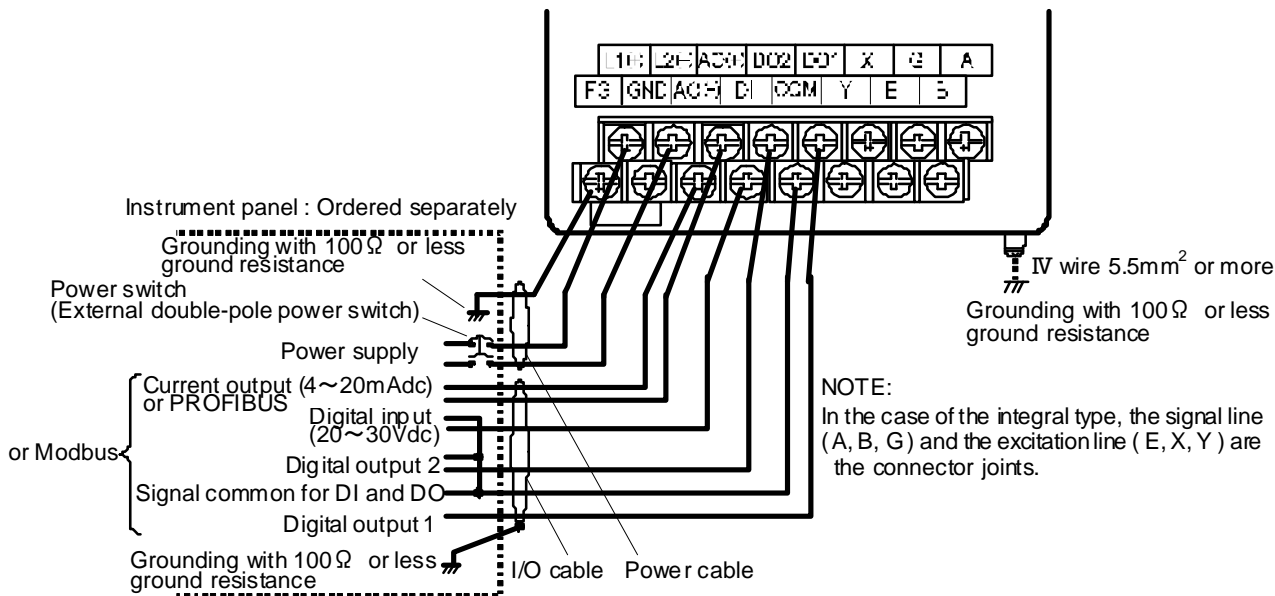 L1(+) L2(-) AO(+) DO2 DO1 X G A
FG GND AO(-) DI COM Y E B
Instrument panel : Ordered separately
Grounding with 100Ω or less
ground resistance
Power switch
(External double-pole power switch)
Power supply
Current output (4～20mAdc)
or PROFIBUS
Digital input
(20～30Vdc)
or Modbus
Digital output 2
Signal common for DI and DO
Digital output 1
Grounding with 100Ω or less
ground resistance
I/O cable Power cable
IV wire 5.5mm² or more
Grounding with 100Ω or less
ground resistance
NOTE:
In the case of the integral type, the signal line
( A, B, G ) and the excitation line ( E, X, Y ) are
the connector joints.